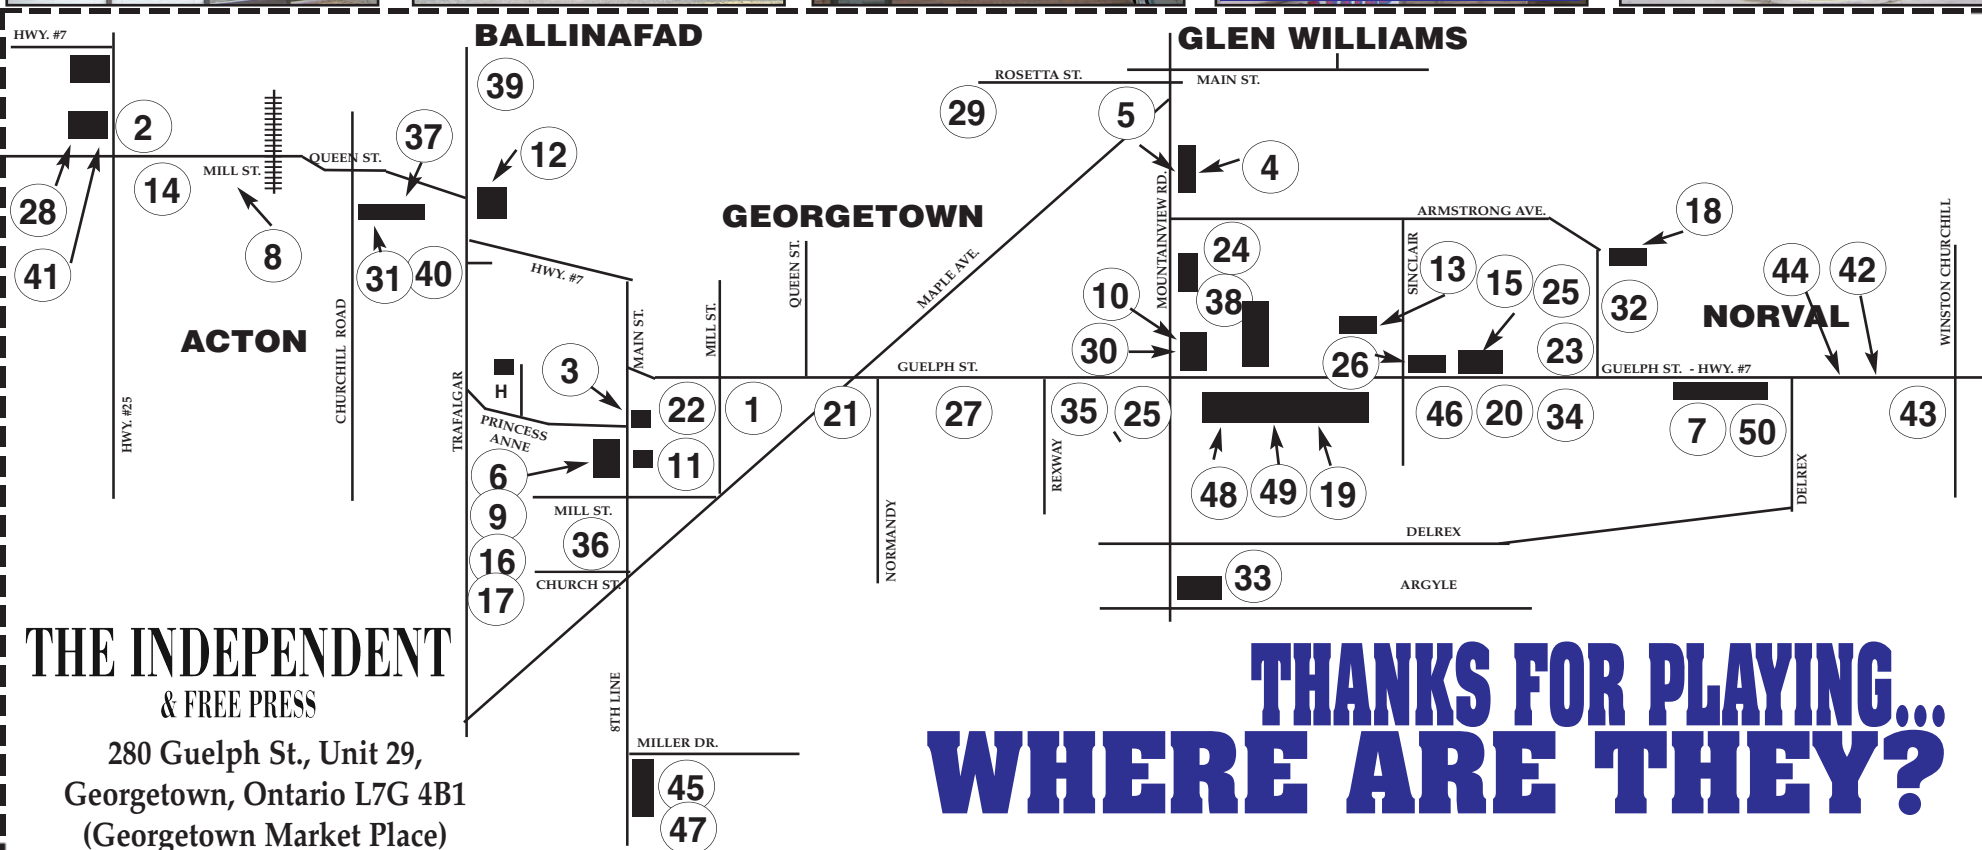 BALLINAFAD
GLEN WILLIAMS
HWY. #7
39
ROSETTA ST.
MAIN ST.
29
5
2
37
12
4
QUEEN ST.
MILL ST.
14
28
8
41
31
40
HWY. #7
GEORGETOWN
QUEEN ST.
MAPLE AVE.
MOUNTAINVIEW RD.
ARMSTRONG AVE.
18
24
38
10
30
SINCLAIR
13
15
25
26
23
32
44
42
NORVAL
WINSTON CHURCHILL
ACTON
CHURCHILL ROAD
HWY. #25
TRAFALGAR
MAIN ST.
MILL ST.
3
H
PRINCESS
ANNE
GUELPH ST.
GUELPH ST. - HWY. #7
22
1
21
27
35
25
46
20
34
7
50
43
11
6
9
16
17
MILL ST.
36
CHURCH ST.
NORMANDY
REXWAY
48
49
19
DELREX
DELREX
33
ARGYLE
8TH LINE
MILLER DR.
45
47
THE INDEPENDENT
& FREE PRESS
280 Guelph St., Unit 29,
Georgetown, Ontario L7G 4B1
(Georgetown Market Place)
THANKS FOR PLAYING...
WHERE ARE THEY?